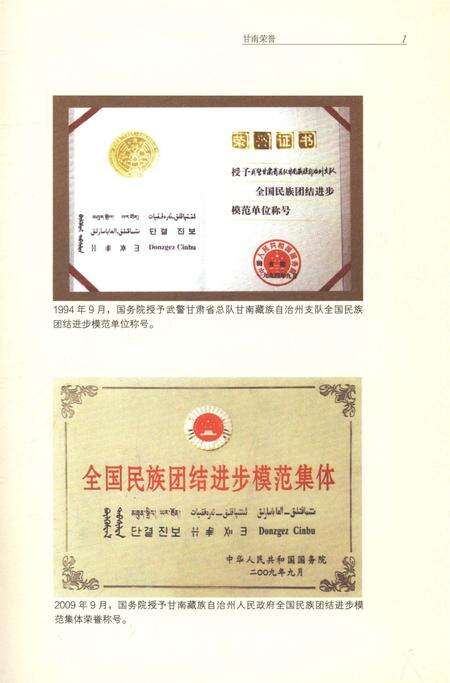 甘南荣誉 1
荣誉证书
授予武警甘肃省总队甘南藏族自治州支队
全国民族团结进步
模范单位称号
단결 진보
Donzgez Cinbu
1994 年 9 月，国务院授予武警甘肃省总队甘南藏族自治州支队全国民族
团结进步模范单位称号。
全国民族团结进步模范集体
단결 진보
Donzgez Cinbu
中华人民共和国国务院
二〇〇九年九月
2009 年 9 月，国务院授予甘南藏族自治州人民政府全国民族团结进步模
范集体荣誉称号。